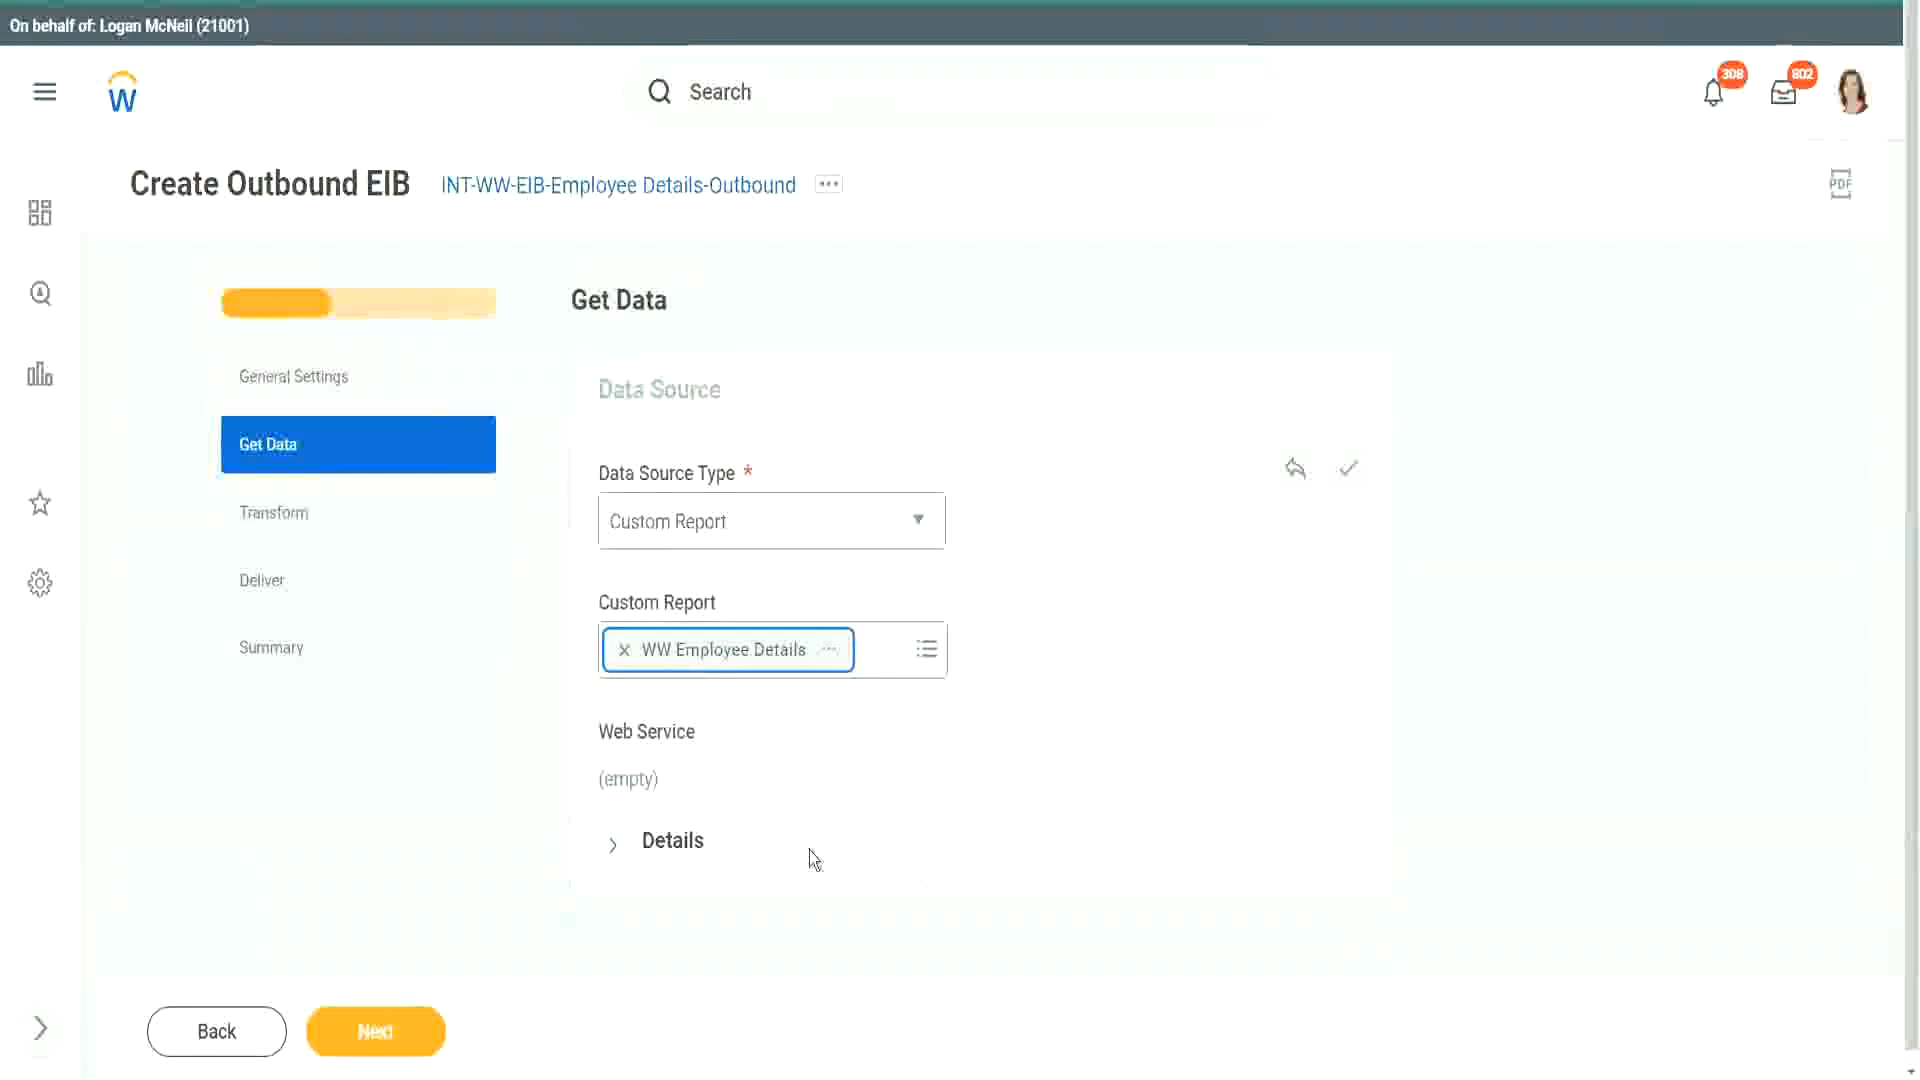 On behalf of: Logan McNeil (21001)
W
Search
308
802
Create Outbound EIB
INT-WW-EIB-Employee Details-Outbound
PDF
General Settings
Get Data
Transform
Deliver
Summary
Get Data
Data Source
Data Source Type *
Custom Report
Custom Report
WW Employee Details
Web Service
(empty)
Details
Back
Next